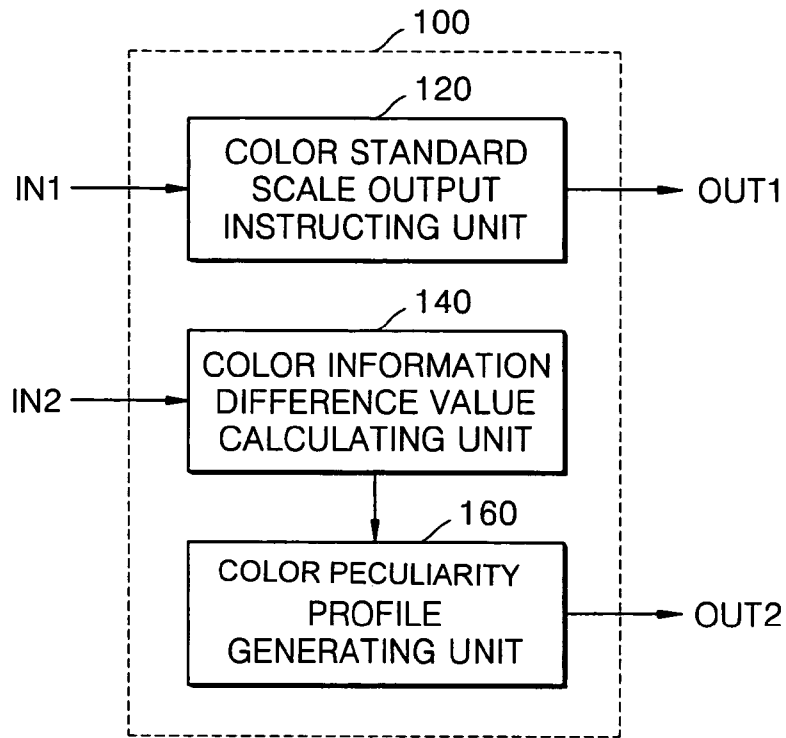 100
120
COLOR STANDARD
SCALE OUTPUT
INSTRUCTING UNIT
IN1
OUT1
140
COLOR INFORMATION
DIFFERENCE VALUE
CALCULATING UNIT
IN2
160
COLOR PECULIARITY
PROFILE
GENERATING UNIT
OUT2